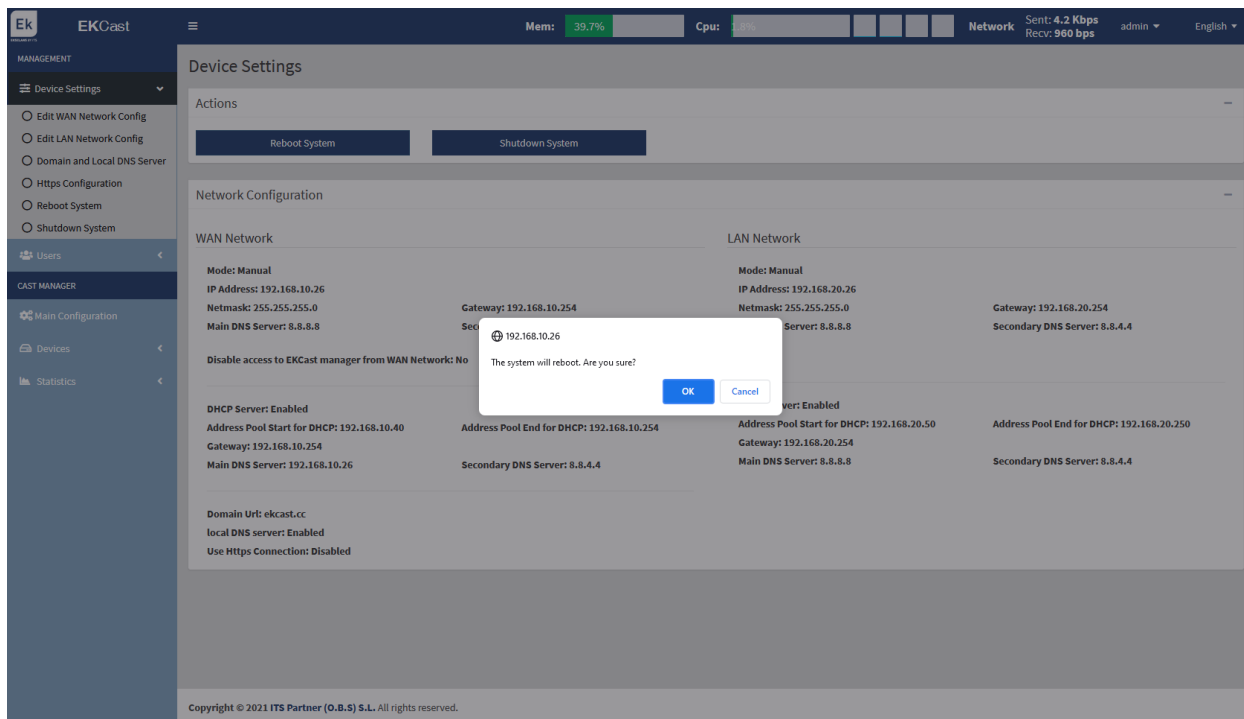 Ek
EKCast
Mem: 39.7%
Cpu: 1.8%
Network
Sent: 4.2 Kbps
Recv: 960 bps
admin
English
MANAGEMENT
Device Settings
Edit WAN Network Config
Edit LAN Network Config
Domain and Local DNS Server
Https Configuration
Reboot System
Shutdown System
Users
CAST MANAGER
Main Configuration
Devices
Statistics
Device Settings
Actions
Reboot System
Shutdown System
Network Configuration
WAN Network
Mode: Manual
IP Address: 192.168.10.26
Netmask: 255.255.255.0
Gateway: 192.168.10.254
Main DNS Server: 8.8.8.8
Sec
Disable access to EKCast manager from WAN Network: No
DHCP Server: Enabled
Address Pool Start for DHCP: 192.168.10.40
Address Pool End for DHCP: 192.168.10.254
Gateway: 192.168.10.254
Main DNS Server: 192.168.10.26
Secondary DNS Server: 8.8.4.4
Domain Url: ekcast.cc
local DNS server: Enabled
Use Https Connection: Disabled
LAN Network
Mode: Manual
IP Address: 192.168.20.26
Netmask: 255.255.255.0
Gateway: 192.168.20.254
Server: 8.8.8.8
Secondary DNS Server: 8.8.4.4
ver: Enabled
Address Pool Start for DHCP: 192.168.20.50
Address Pool End for DHCP: 192.168.20.250
Gateway: 192.168.20.254
Main DNS Server: 8.8.8.8
Secondary DNS Server: 8.8.4.4
192.168.10.26
The system will reboot. Are you sure?
OK
Cancel
Copyright © 2021 ITS Partner (O.B.S) S.L. All rights reserved.